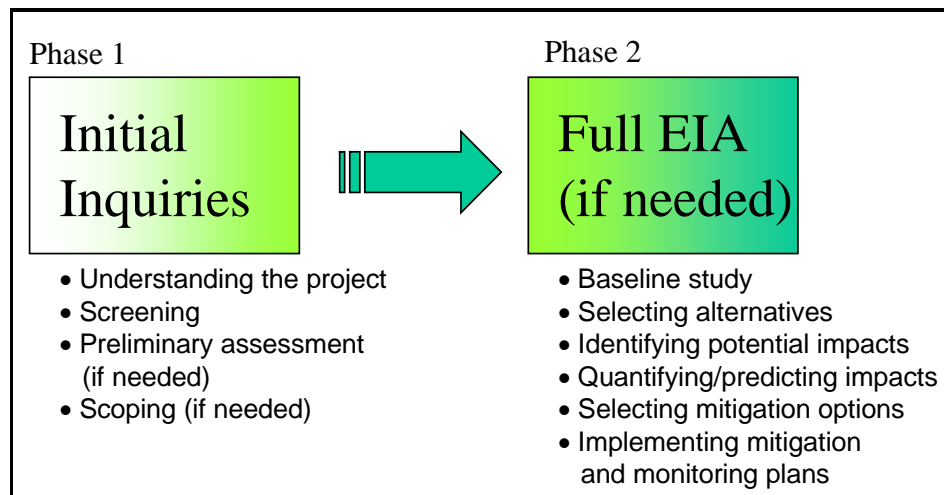 Phase 1
Initial
Inquiries
• Understanding the project
• Screening
• Preliminary assessment
(if needed)
• Scoping (if needed)
Phase 2
Full EIA
(if needed)
• Baseline study
• Selecting alternatives
• Identifying potential impacts
• Quantifying/predicting impacts
• Selecting mitigation options
• Implementing mitigation
and monitoring plans